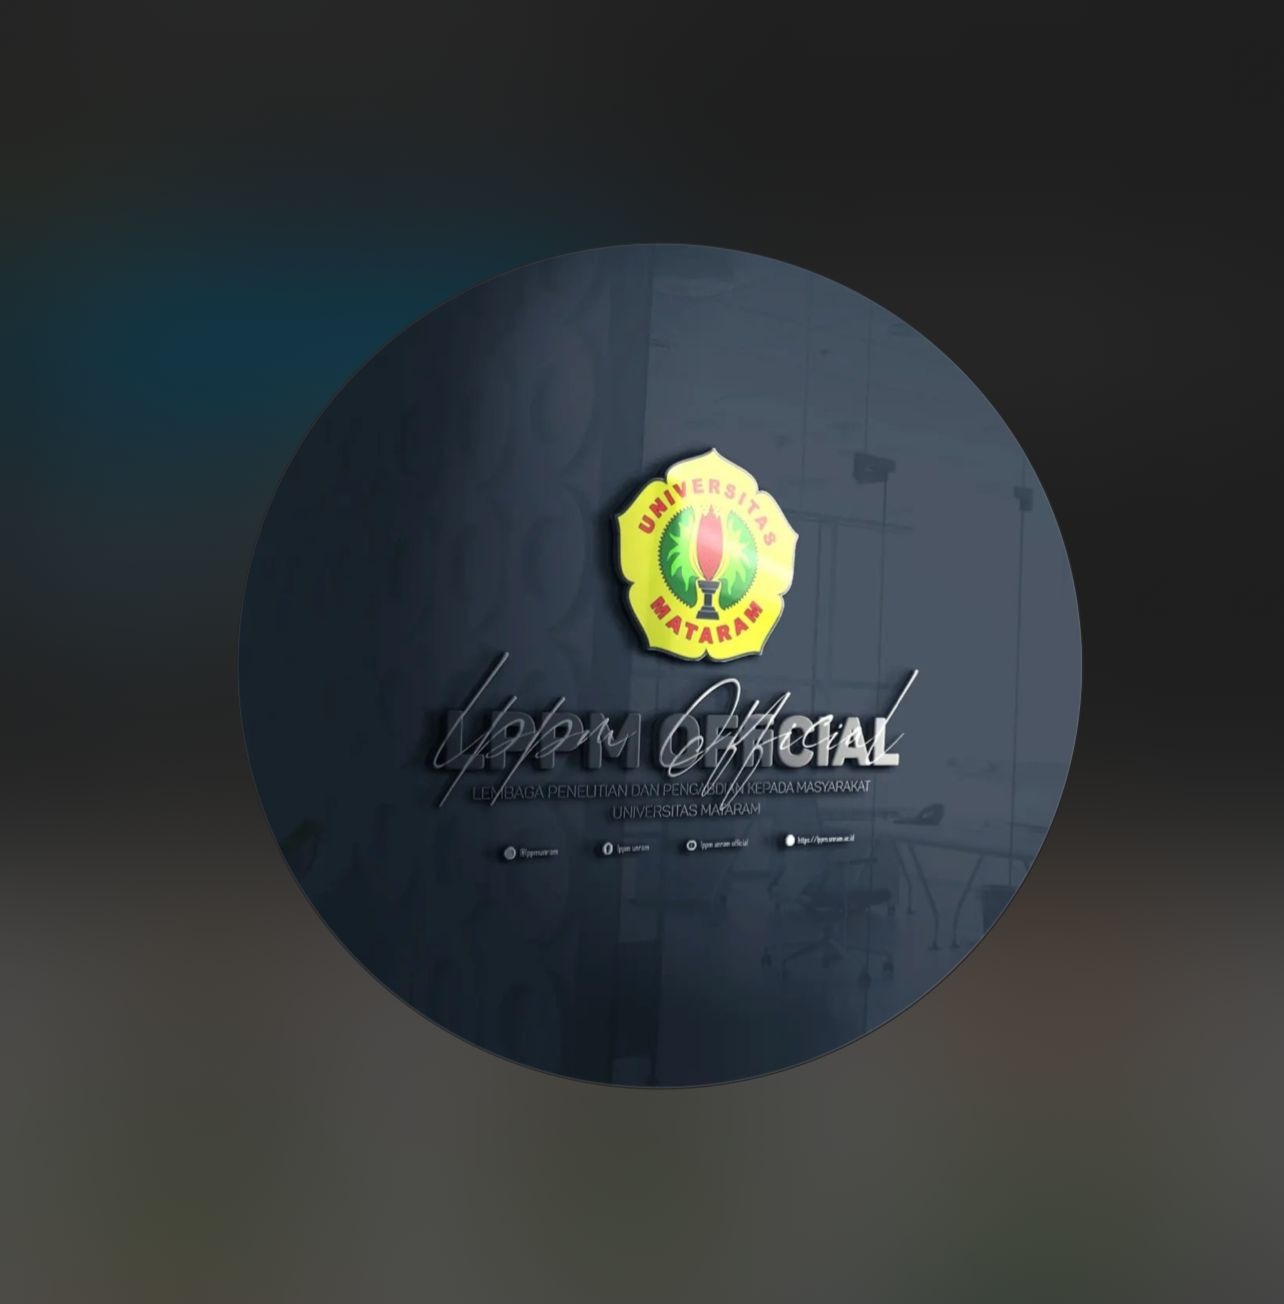 UNIVERSITAS
MATARAM
LPPM OFFICIAL
Lppm Official
LEMBAGA PENELITIAN DAN PENGABDIAN KEPADA MASYARAKAT
UNIVERSITAS MATARAM
@lppmunram lppm unram lppm unram official https://lppm.unram.ac.id